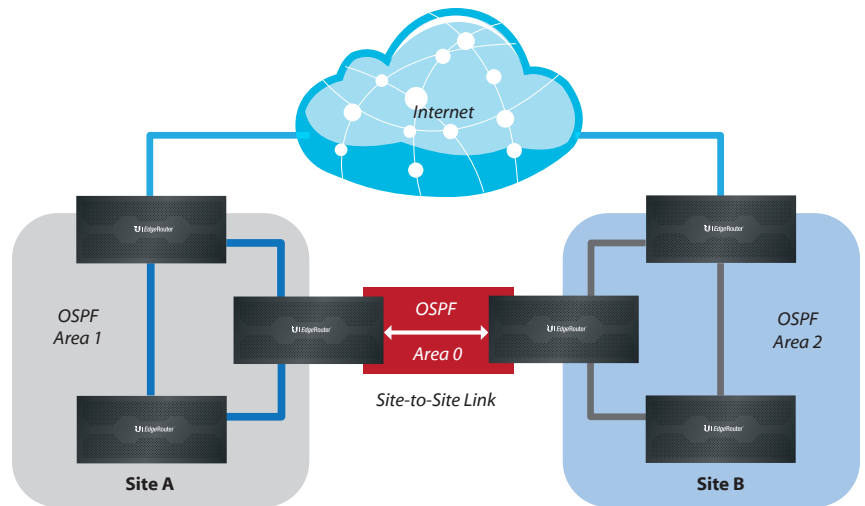 Internet
EdgeRouter
EdgeRouter
OSPF
Area 1
EdgeRouter
OSPF
Area 0
EdgeRouter
OSPF
Area 2
Site-to-Site Link
EdgeRouter
EdgeRouter
Site A
Site B